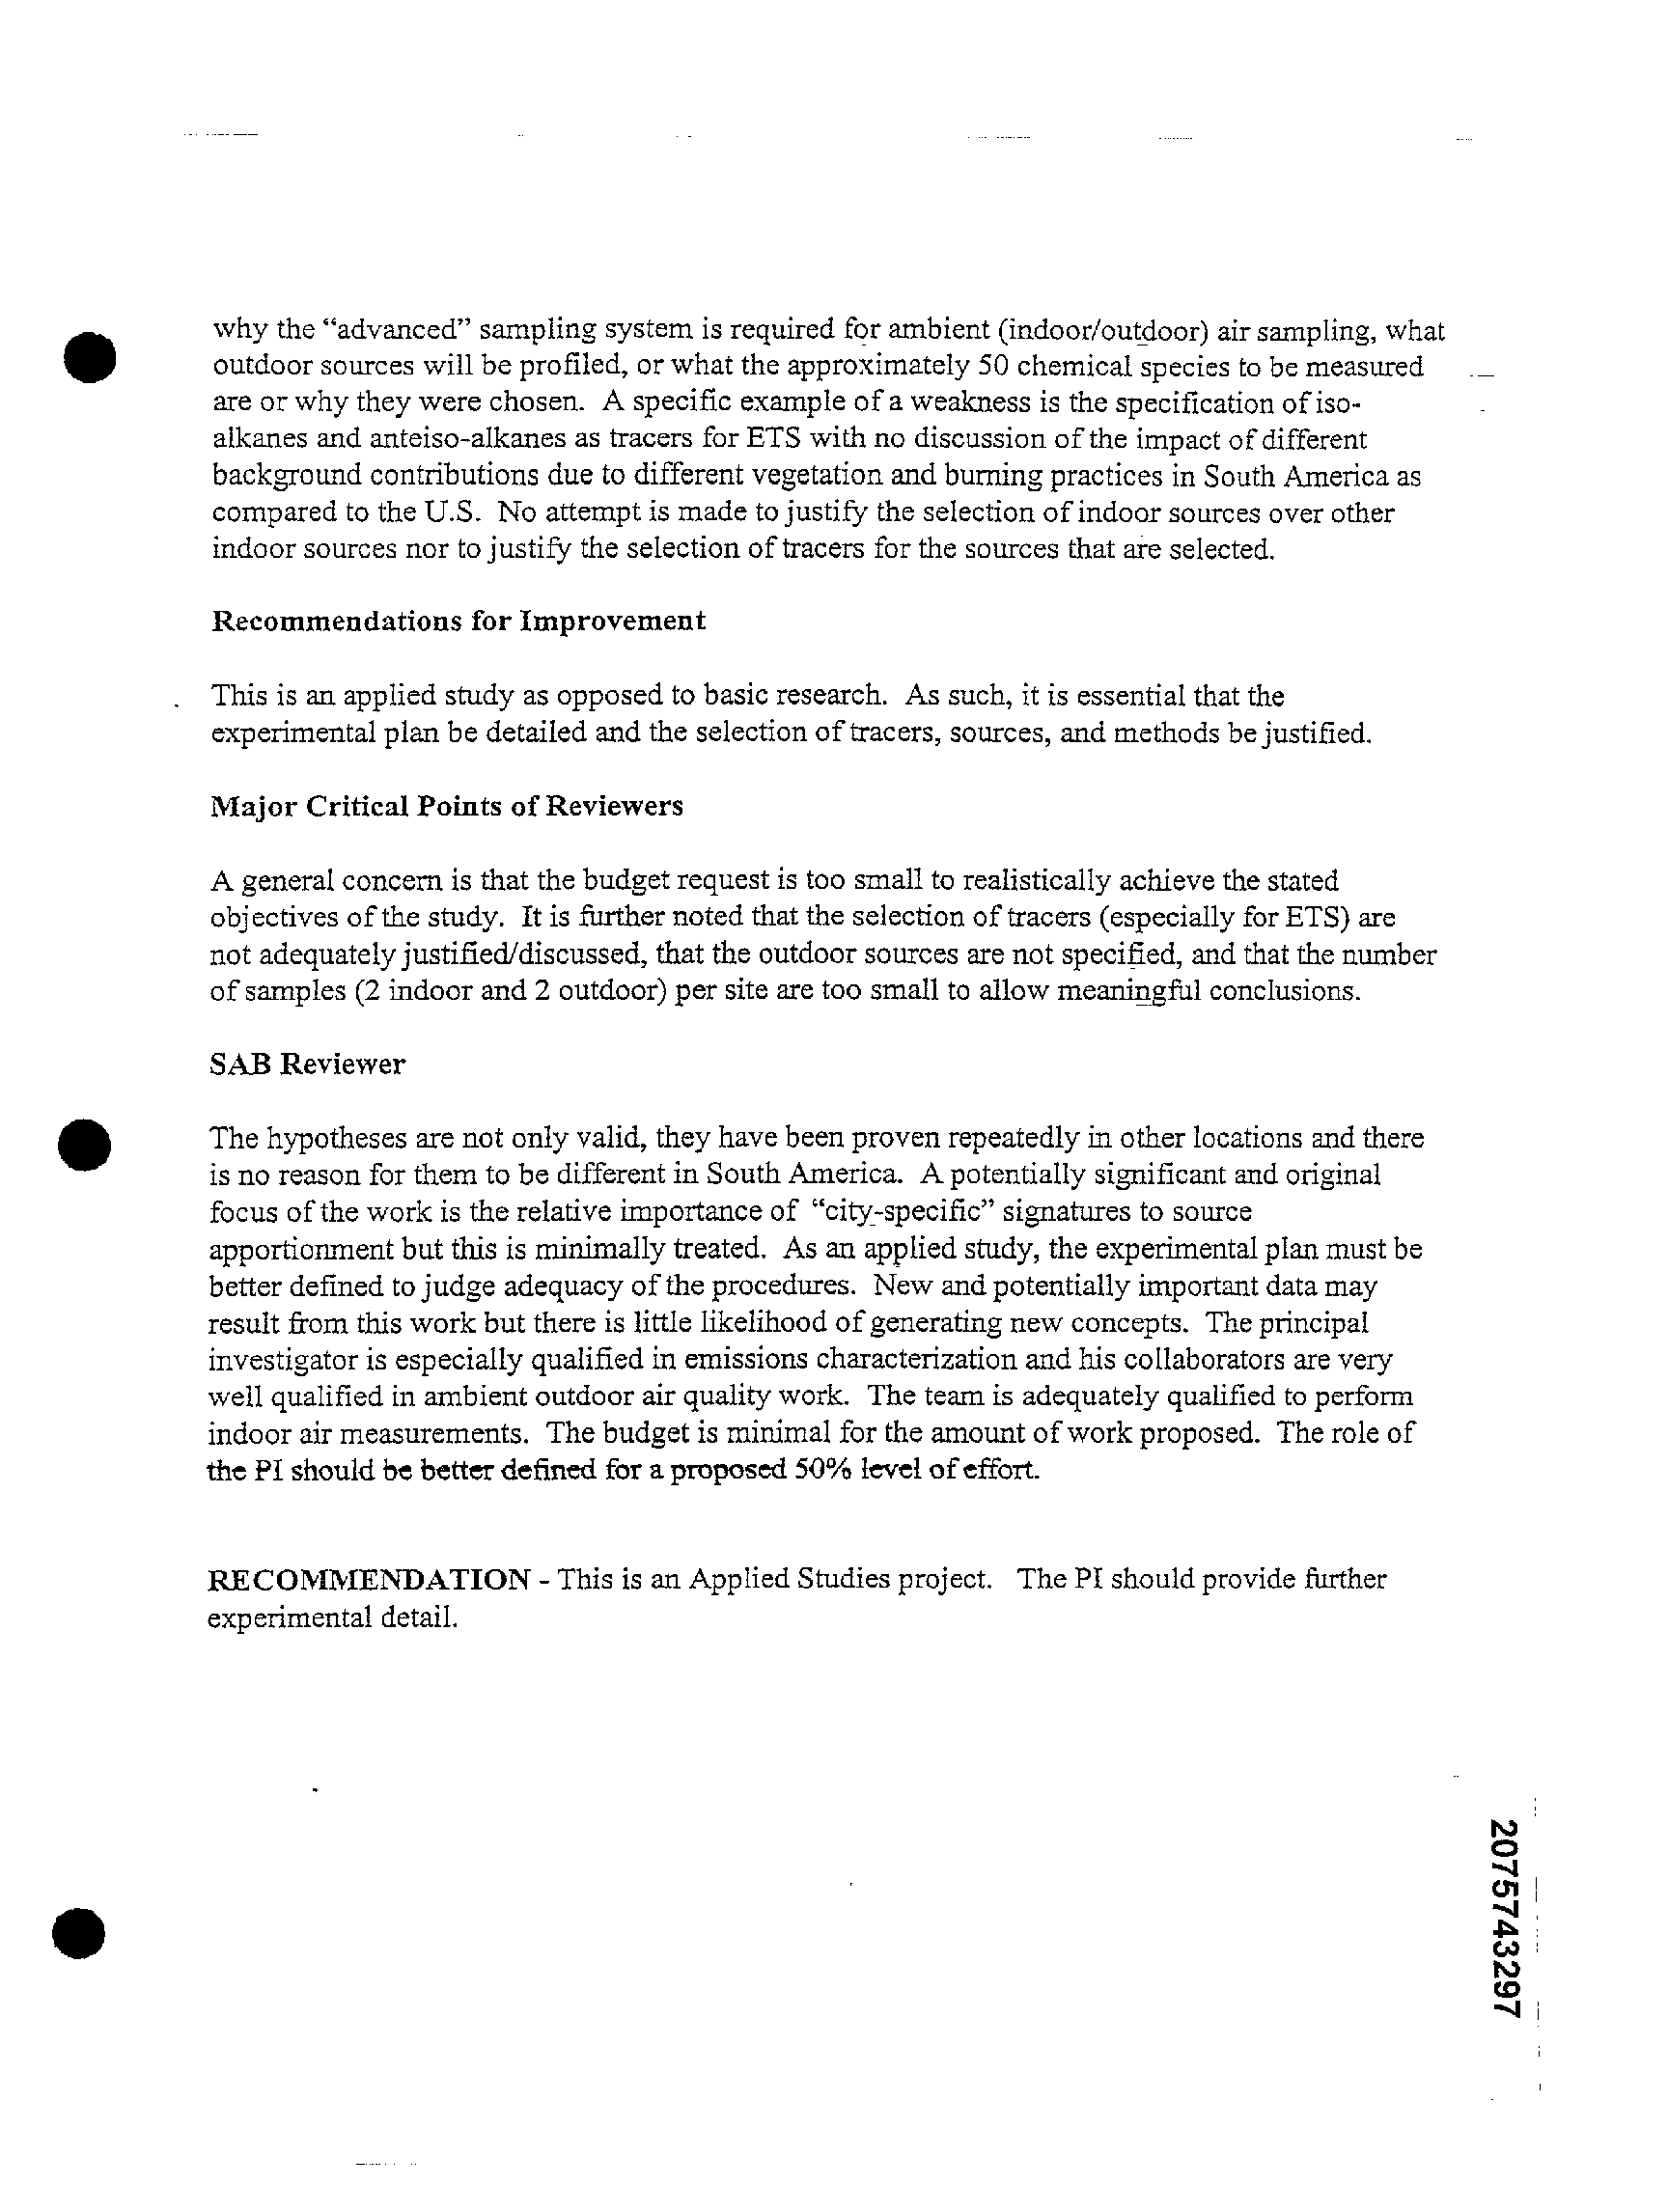 why the “advanced” sampling system is required for ambient (indoor/outdoor) air sampling, what
outdoor sources will be profiled, or what the approximately 50 chemical species to be measured
are or why they were chosen. A specific example of a weakness is the specification of iso-
alkanes and anteiso-alkanes as tracers for ETS with no discussion of the impact of different
background contributions due to different vegetation and burning practices in South America as
compared to the U.S. No attempt is made to justify the selection of indoor sources over other
indoor sources nor to justify the selection of tracers for the sources that are selected.
Recommendations for Improvement
This is an applied study as opposed to basic research. As such, it is essential that the
experimental plan be detailed and the selection of tracers, sources, and methods be justified.
Major Critical Points of Reviewers
A general concern is that the budget request is too small to realistically achieve the stated
objectives of the study. It is further noted that the selection of tracers (especially for ETS) are
not adequately justified/discussed, that the outdoor sources are not specified, and that the number
of samples (2 indoor and 2 outdoor) per site are too small to allow meaningful conclusions.
SAB Reviewer
The hypotheses are not only valid, they have been proven repeatedly in other locations and there
is no reason for them to be different in South America. A potentially significant and original
focus of the work is the relative importance of “city-specific” signatures to source
apportionment but this is minimally treated. As an applied study, the experimental plan must be
better defined to judge adequacy of the procedures. New and potentially important data may
result from this work but there is little likelihood of generating new concepts. The principal
investigator is especially qualified in emissions characterization and his collaborators are very
well qualified in ambient outdoor air quality work. The team is adequately qualified to perform
indoor air measurements. The budget is minimal for the amount of work proposed. The role of
the PI should be better defined for a proposed 50% level of effort.
RECOMMENDATION - This is an Applied Studies project. The PI should provide further
experimental detail.
2075743297